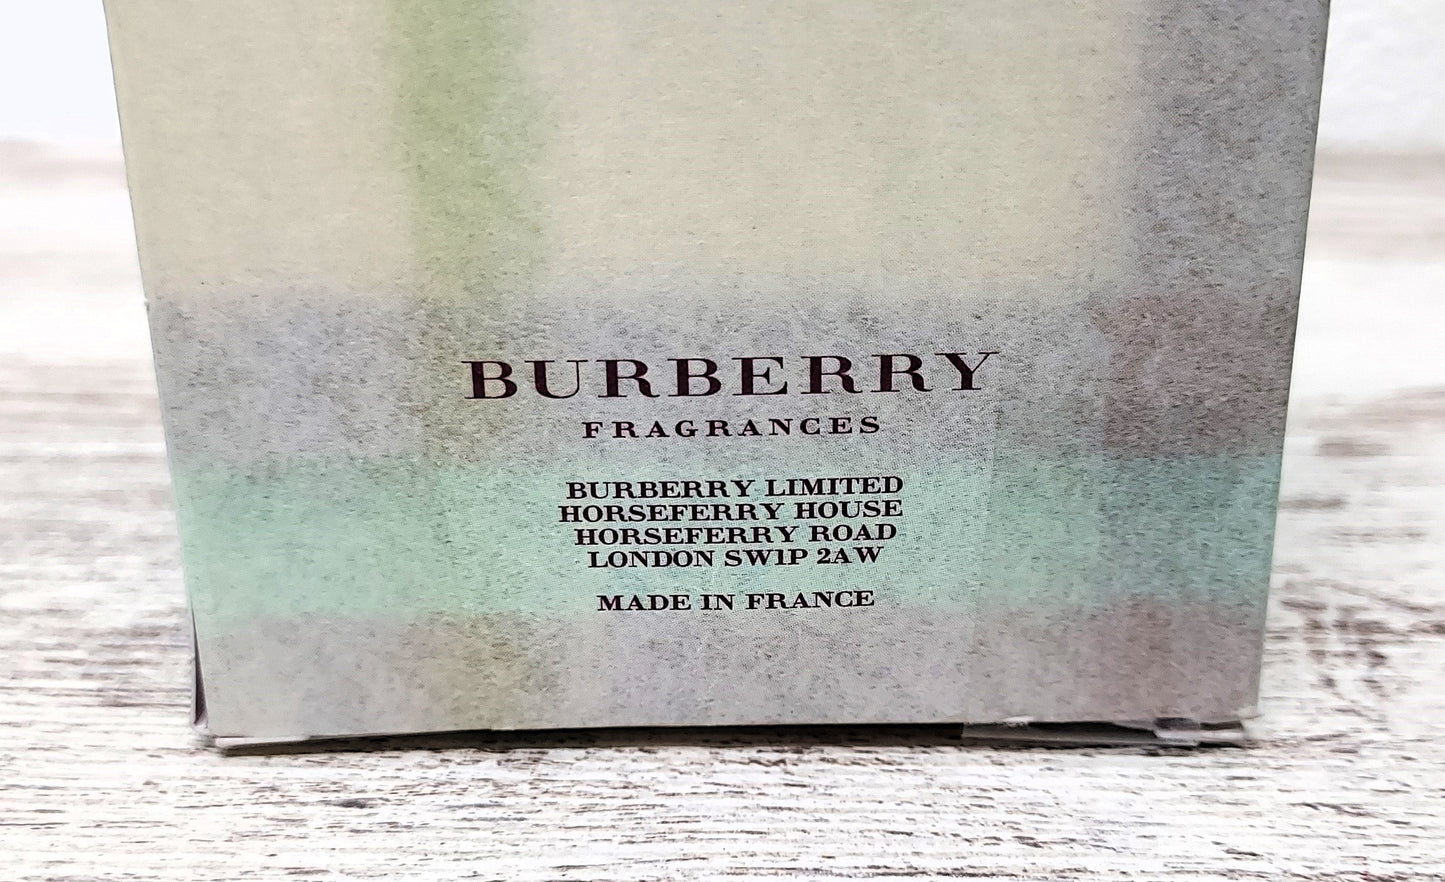 BURBERRY
FRAGRANCES
BURBERRY LIMITED
HORSEFERRY HOUSE
HORSEFERRY ROAD
LONDON SW1P 2AW
MADE IN FRANCE